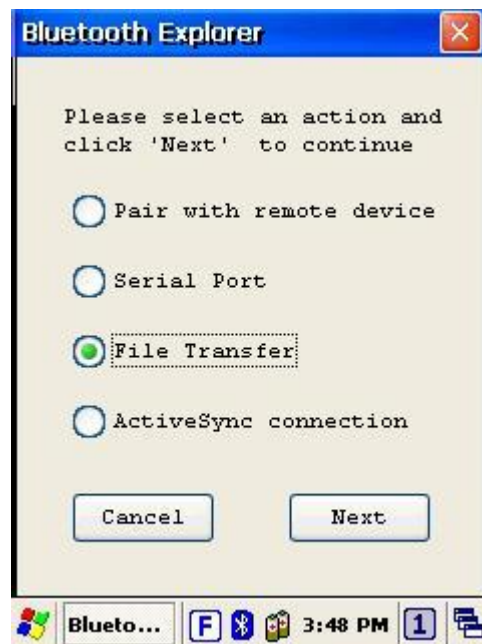 Bluetooth Explorer
Please select an action and
click 'Next' to continue
Pair with remote device
Serial Port
File Transfer
ActiveSync connection
Cancel Next
Blueto... F 3:48 PM 1